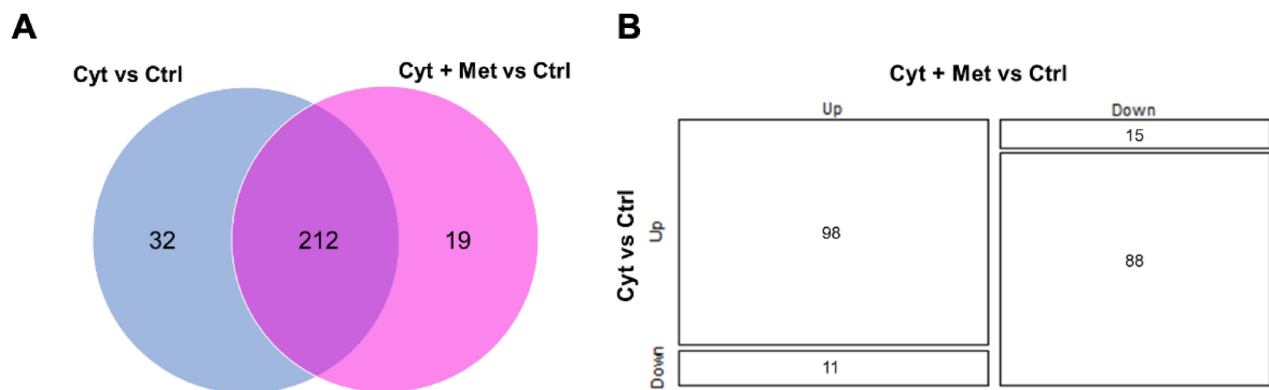 A
Cyt vs Ctrl
Cyt + Met vs Ctrl
32
212
19
B
Cyt + Met vs Ctrl
Up
Down
Cyt vs Ctrl
Up
Down
98
15
11
88